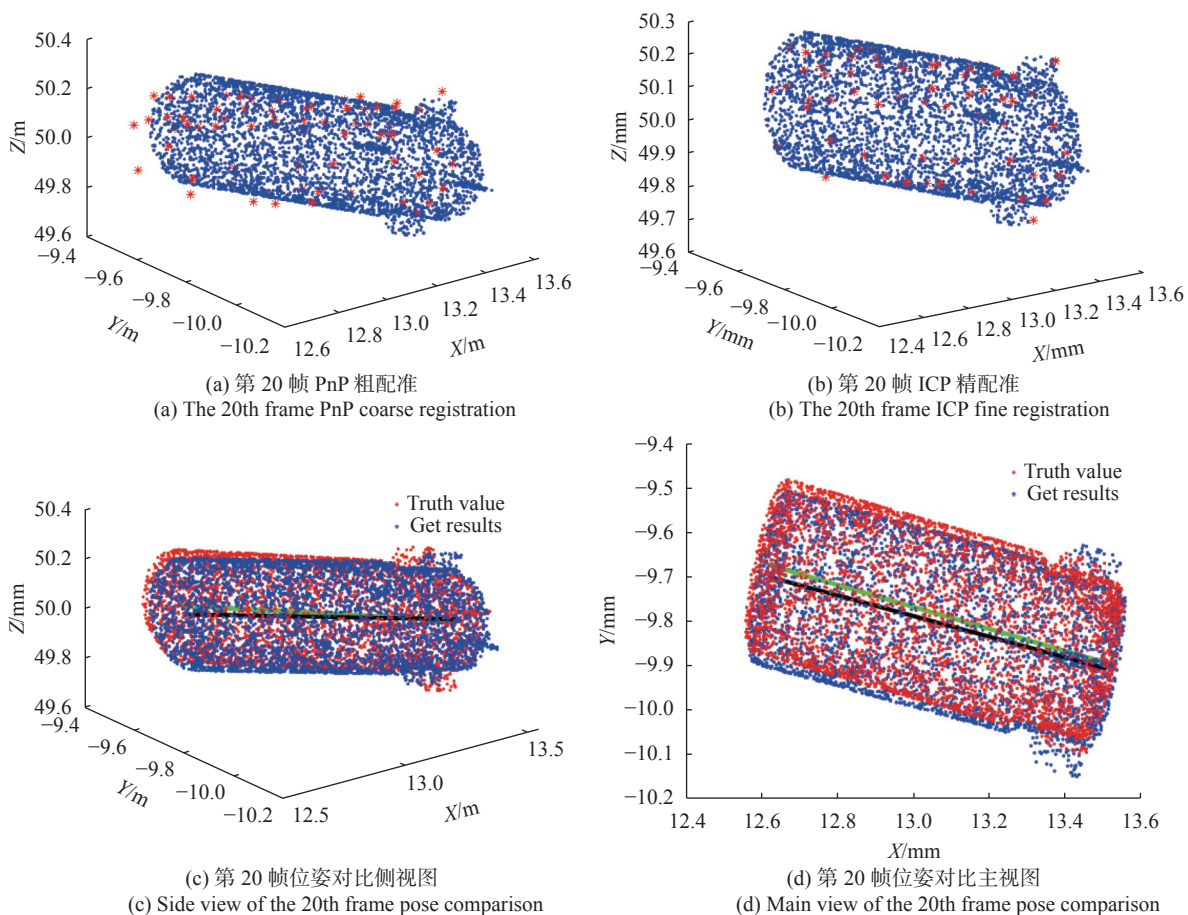 50.4
50.2
50.0
49.8
49.6
Z/m
−9.4
−9.6
−9.8
−10.0
−10.2
Y/m
12.6
12.8
13.0
13.2
13.4
13.6
X/m
(a) 第 20 帧 PnP 粗配准
(a) The 20th frame PnP coarse registration
50.3
50.2
50.1
50.0
49.9
49.8
49.7
49.6
Z/mm
−9.4
−9.6
−9.8
−10.0
−10.2
Y/mm
12.4
12.6
12.8
13.0
13.2
13.4
13.6
X/mm
(b) 第 20 帧 ICP 精配准
(b) The 20th frame ICP fine registration
Truth value
Get results
50.4
50.2
50.0
49.8
49.6
Z/mm
−9.4
−9.6
−9.8
−10.0
−10.2
Y/m
12.5
13.0
13.5
X/m
(c) 第 20 帧位姿对比侧视图
(c) Side view of the 20th frame pose comparison
Truth value
Get results
−9.4
−9.5
−9.6
−9.7
−9.8
−9.9
−10.0
−10.1
−10.2
Y/mm
12.4
12.6
12.8
13.0
13.2
13.4
13.6
X/mm
(d) 第 20 帧位姿对比主视图
(d) Main view of the 20th frame pose comparison